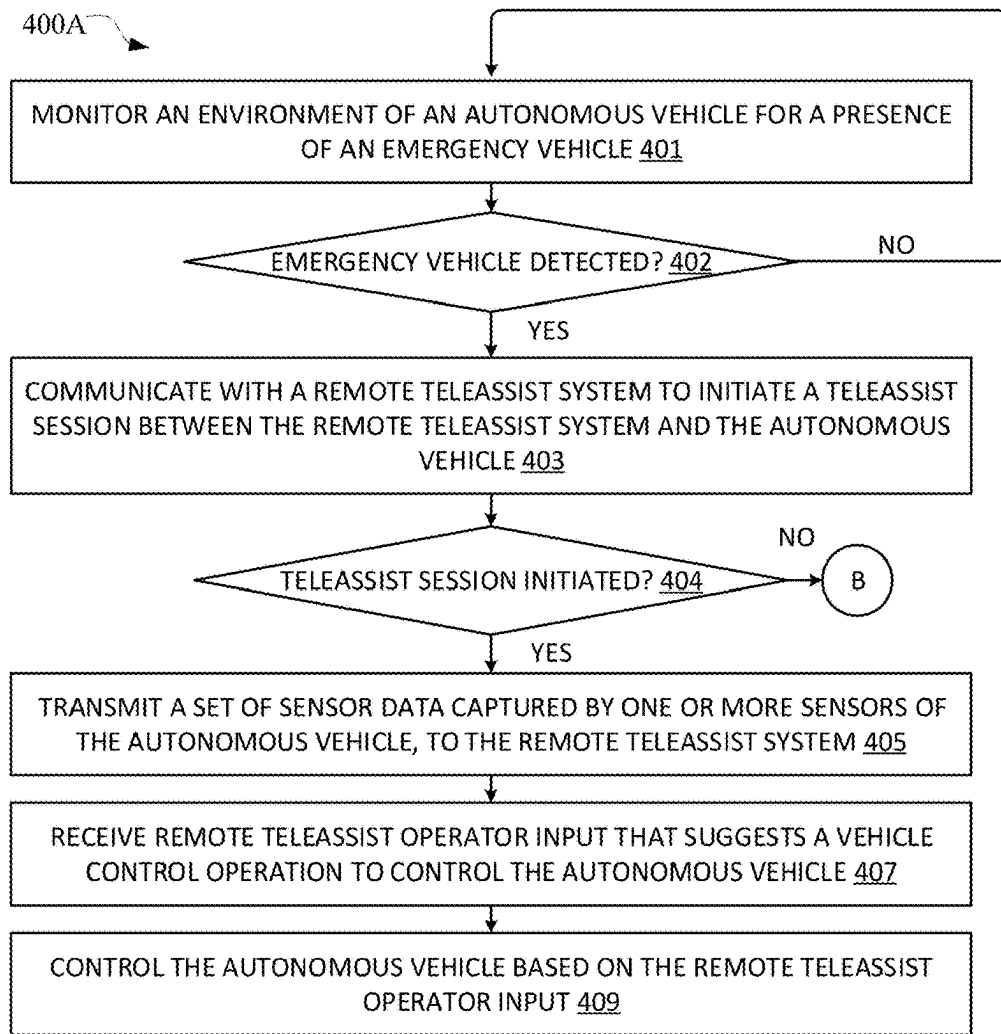 400A
MONITOR AN ENVIRONMENT OF AN AUTONOMOUS VEHICLE FOR A PRESENCE
OF AN EMERGENCY VEHICLE 401
EMERGENCY VEHICLE DETECTED? 402
NO
YES
COMMUNICATE WITH A REMOTE TELEASSIST SYSTEM TO INITIATE A TELEASSIST
SESSION BETWEEN THE REMOTE TELEASSIST SYSTEM AND THE AUTONOMOUS
VEHICLE 403
NO
TELEASSIST SESSION INITIATED? 404
B
YES
TRANSMIT A SET OF SENSOR DATA CAPTURED BY ONE OR MORE SENSORS OF
THE AUTONOMOUS VEHICLE, TO THE REMOTE TELEASSIST SYSTEM 405
RECEIVE REMOTE TELEASSIST OPERATOR INPUT THAT SUGGESTS A VEHICLE
CONTROL OPERATION TO CONTROL THE AUTONOMOUS VEHICLE 407
CONTROL THE AUTONOMOUS VEHICLE BASED ON THE REMOTE TELEASSIST
OPERATOR INPUT 409